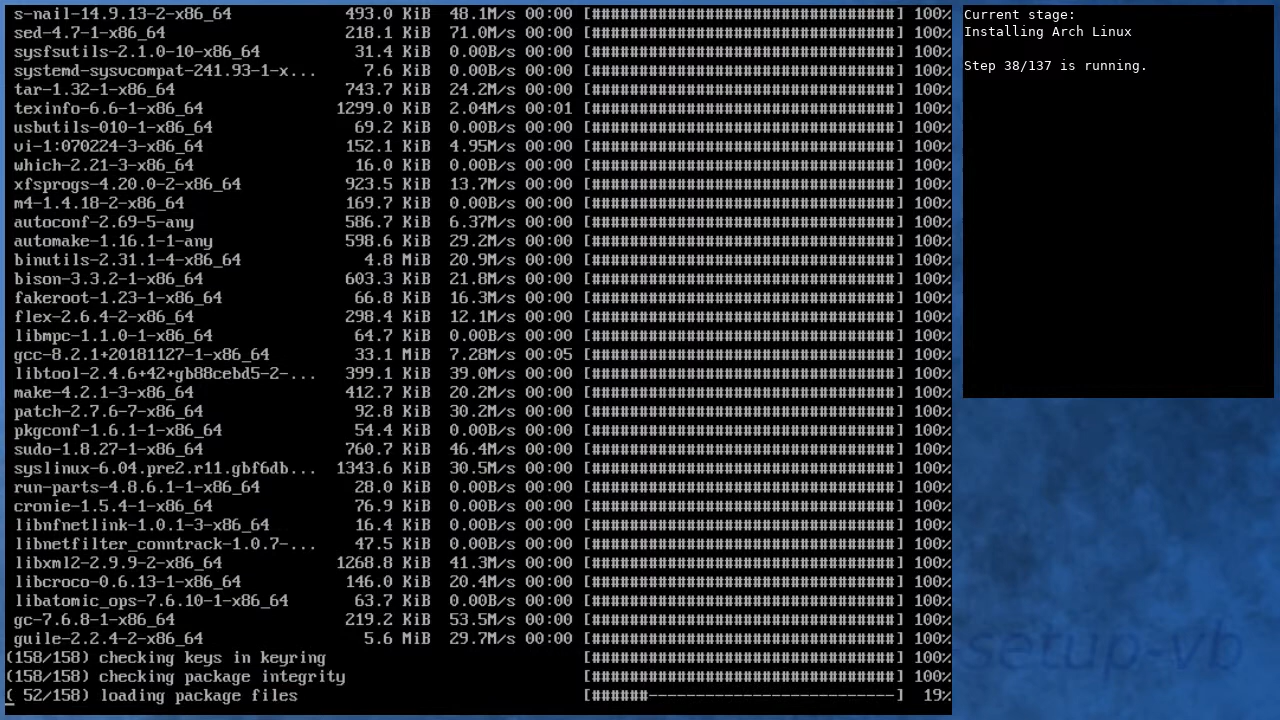 s-nail-14.9.13-2-x86_64 493.0 KiB 48.1M/s 00:00 [################################] 100%
sed-4.7-1-x86_64 218.1 KiB 71.0M/s 00:00 [################################] 100%
sysfsutils-2.1.0-10-x86_64 31.4 KiB 0.00B/s 00:00 [################################] 100%
systemd-sysvcompat-241.93-1-x... 7.6 KiB 0.00B/s 00:00 [################################] 100%
tar-1.32-1-x86_64 743.7 KiB 24.2M/s 00:00 [################################] 100%
texinfo-6.6-1-x86_64 1299.0 KiB 2.04M/s 00:01 [################################] 100%
usbutils-010-1-x86_64 69.2 KiB 0.00B/s 00:00 [################################] 100%
vi-1:070224-3-x86_64 152.1 KiB 4.95M/s 00:00 [################################] 100%
which-2.21-3-x86_64 16.0 KiB 0.00B/s 00:00 [################################] 100%
xfsprogs-4.20.0-2-x86_64 923.5 KiB 13.7M/s 00:00 [################################] 100%
m4-1.4.18-2-x86_64 169.7 KiB 0.00B/s 00:00 [################################] 100%
autoconf-2.69-5-any 586.7 KiB 6.37M/s 00:00 [################################] 100%
automake-1.16.1-1-any 598.6 KiB 29.2M/s 00:00 [################################] 100%
binutils-2.31.1-4-x86_64 4.8 MiB 20.9M/s 00:00 [################################] 100%
bison-3.3.2-1-x86_64 603.3 KiB 21.8M/s 00:00 [################################] 100%
fakeroot-1.23-1-x86_64 66.8 KiB 16.3M/s 00:00 [################################] 100%
flex-2.6.4-2-x86_64 298.4 KiB 12.1M/s 00:00 [################################] 100%
libmpc-1.1.0-1-x86_64 64.7 KiB 0.00B/s 00:00 [################################] 100%
gcc-8.2.1+20181127-1-x86_64 33.1 MiB 7.28M/s 00:05 [################################] 100%
libtool-2.4.6+42+gb88cebd5-2-... 399.1 KiB 39.0M/s 00:00 [################################] 100%
make-4.2.1-3-x86_64 412.7 KiB 20.2M/s 00:00 [################################] 100%
patch-2.7.6-7-x86_64 92.8 KiB 30.2M/s 00:00 [################################] 100%
pkgconf-1.6.1-1-x86_64 54.4 KiB 0.00B/s 00:00 [################################] 100%
sudo-1.8.27-1-x86_64 760.7 KiB 46.4M/s 00:00 [################################] 100%
syslinux-6.04.pre2.r11.gbf6db... 1343.6 KiB 30.5M/s 00:00 [################################] 100%
run-parts-4.8.6.1-1-x86_64 28.0 KiB 0.00B/s 00:00 [################################] 100%
cronie-1.5.4-1-x86_64 76.9 KiB 0.00B/s 00:00 [################################] 100%
libnfnetlink-1.0.1-3-x86_64 16.4 KiB 0.00B/s 00:00 [################################] 100%
libnetfilter_conntrack-1.0.7-... 47.5 KiB 0.00B/s 00:00 [################################] 100%
libxml2-2.9.9-2-x86_64 1268.8 KiB 41.3M/s 00:00 [################################] 100%
libcroco-0.6.13-1-x86_64 146.0 KiB 20.4M/s 00:00 [################################] 100%
libatomic_ops-7.6.10-1-x86_64 63.7 KiB 0.00B/s 00:00 [################################] 100%
gc-7.6.8-1-x86_64 219.2 KiB 53.5M/s 00:00 [################################] 100%
guile-2.2.4-2-x86_64 5.6 MiB 29.7M/s 00:00 [################################] 100%
(158/158) checking keys in keyring [################################] 100%
(158/158) checking package integrity [################################] 100%
( 52/158) loading package files [######--------------------------] 19%
Current stage:
Installing Arch Linux
Step 38/137 is running.
setup-vb